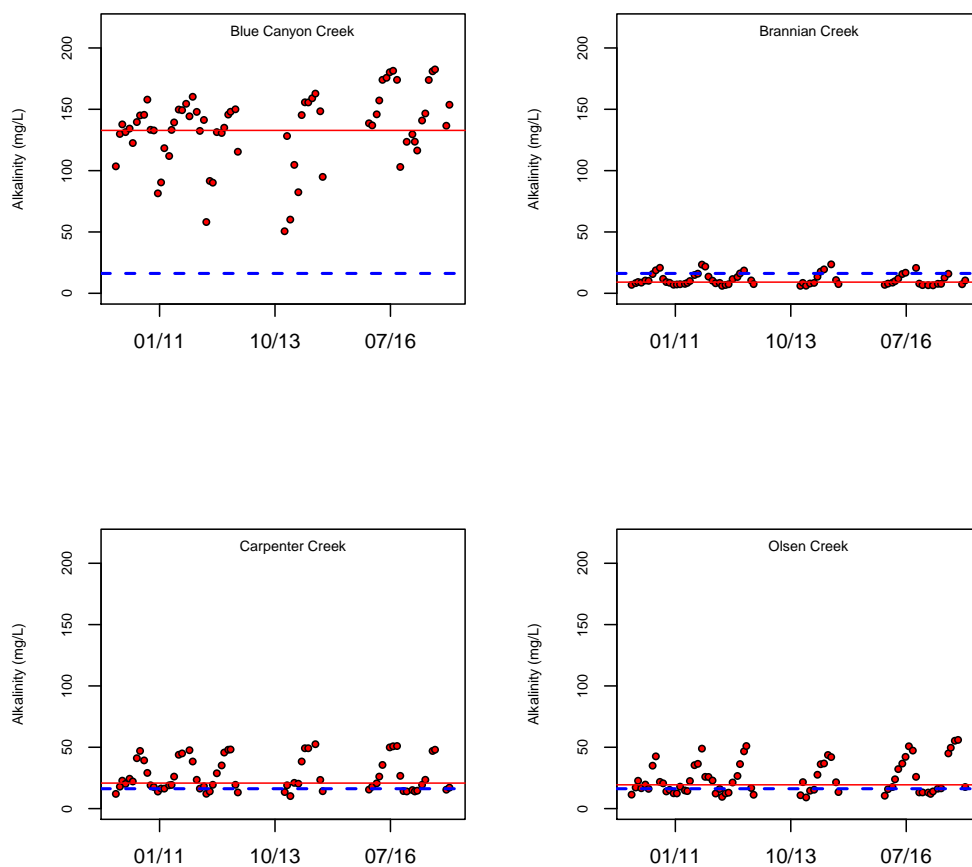 Blue Canyon Creek
Alkalinity (mg/L)
200
150
100
50
0
01/11 10/13 07/16
Brannian Creek
Alkalinity (mg/L)
200
150
100
50
0
01/11 10/13 07/16
Carpenter Creek
Alkalinity (mg/L)
200
150
100
50
0
01/11 10/13 07/16
Olsen Creek
Alkalinity (mg/L)
200
150
100
50
0
01/11 10/13 07/16